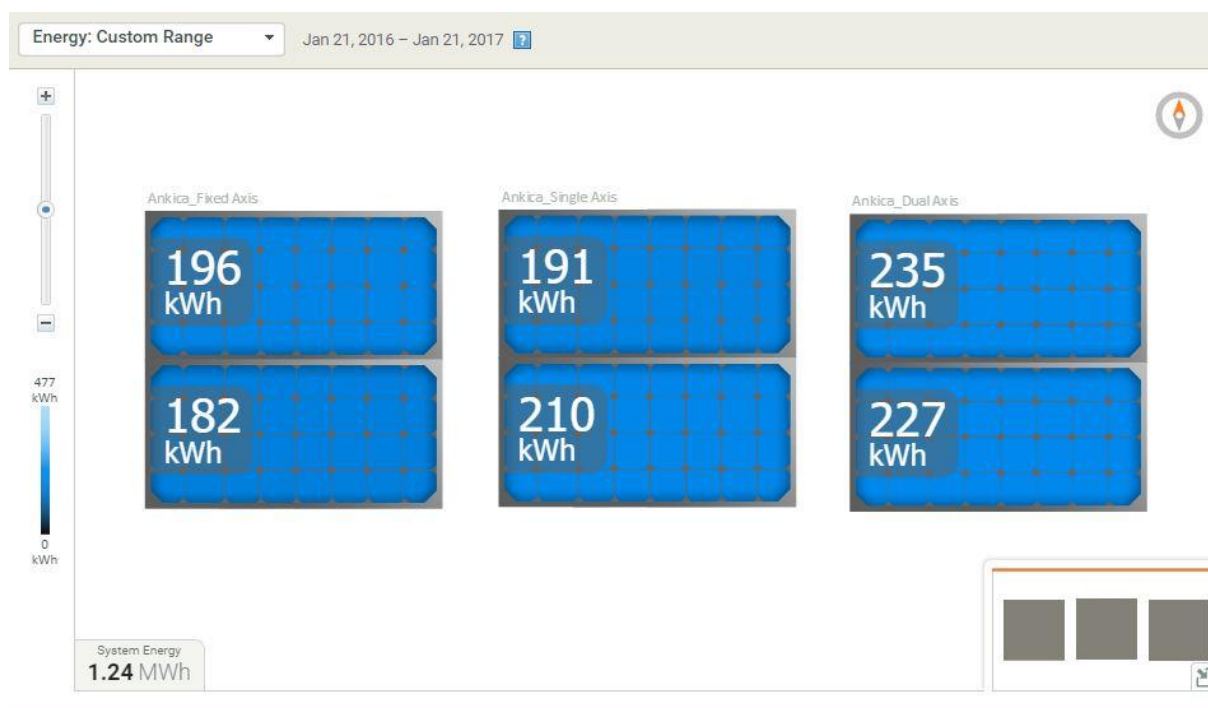 Energy: Custom Range
Jan 21, 2016 – Jan 21, 2017 ?
+
−
477
kWh
0
kWh
Ankica_Fixed Axis
196
kWh
182
kWh
Ankica_Single Axis
191
kWh
210
kWh
Ankica_Dual Axis
235
kWh
227
kWh
System Energy
1.24 MWh